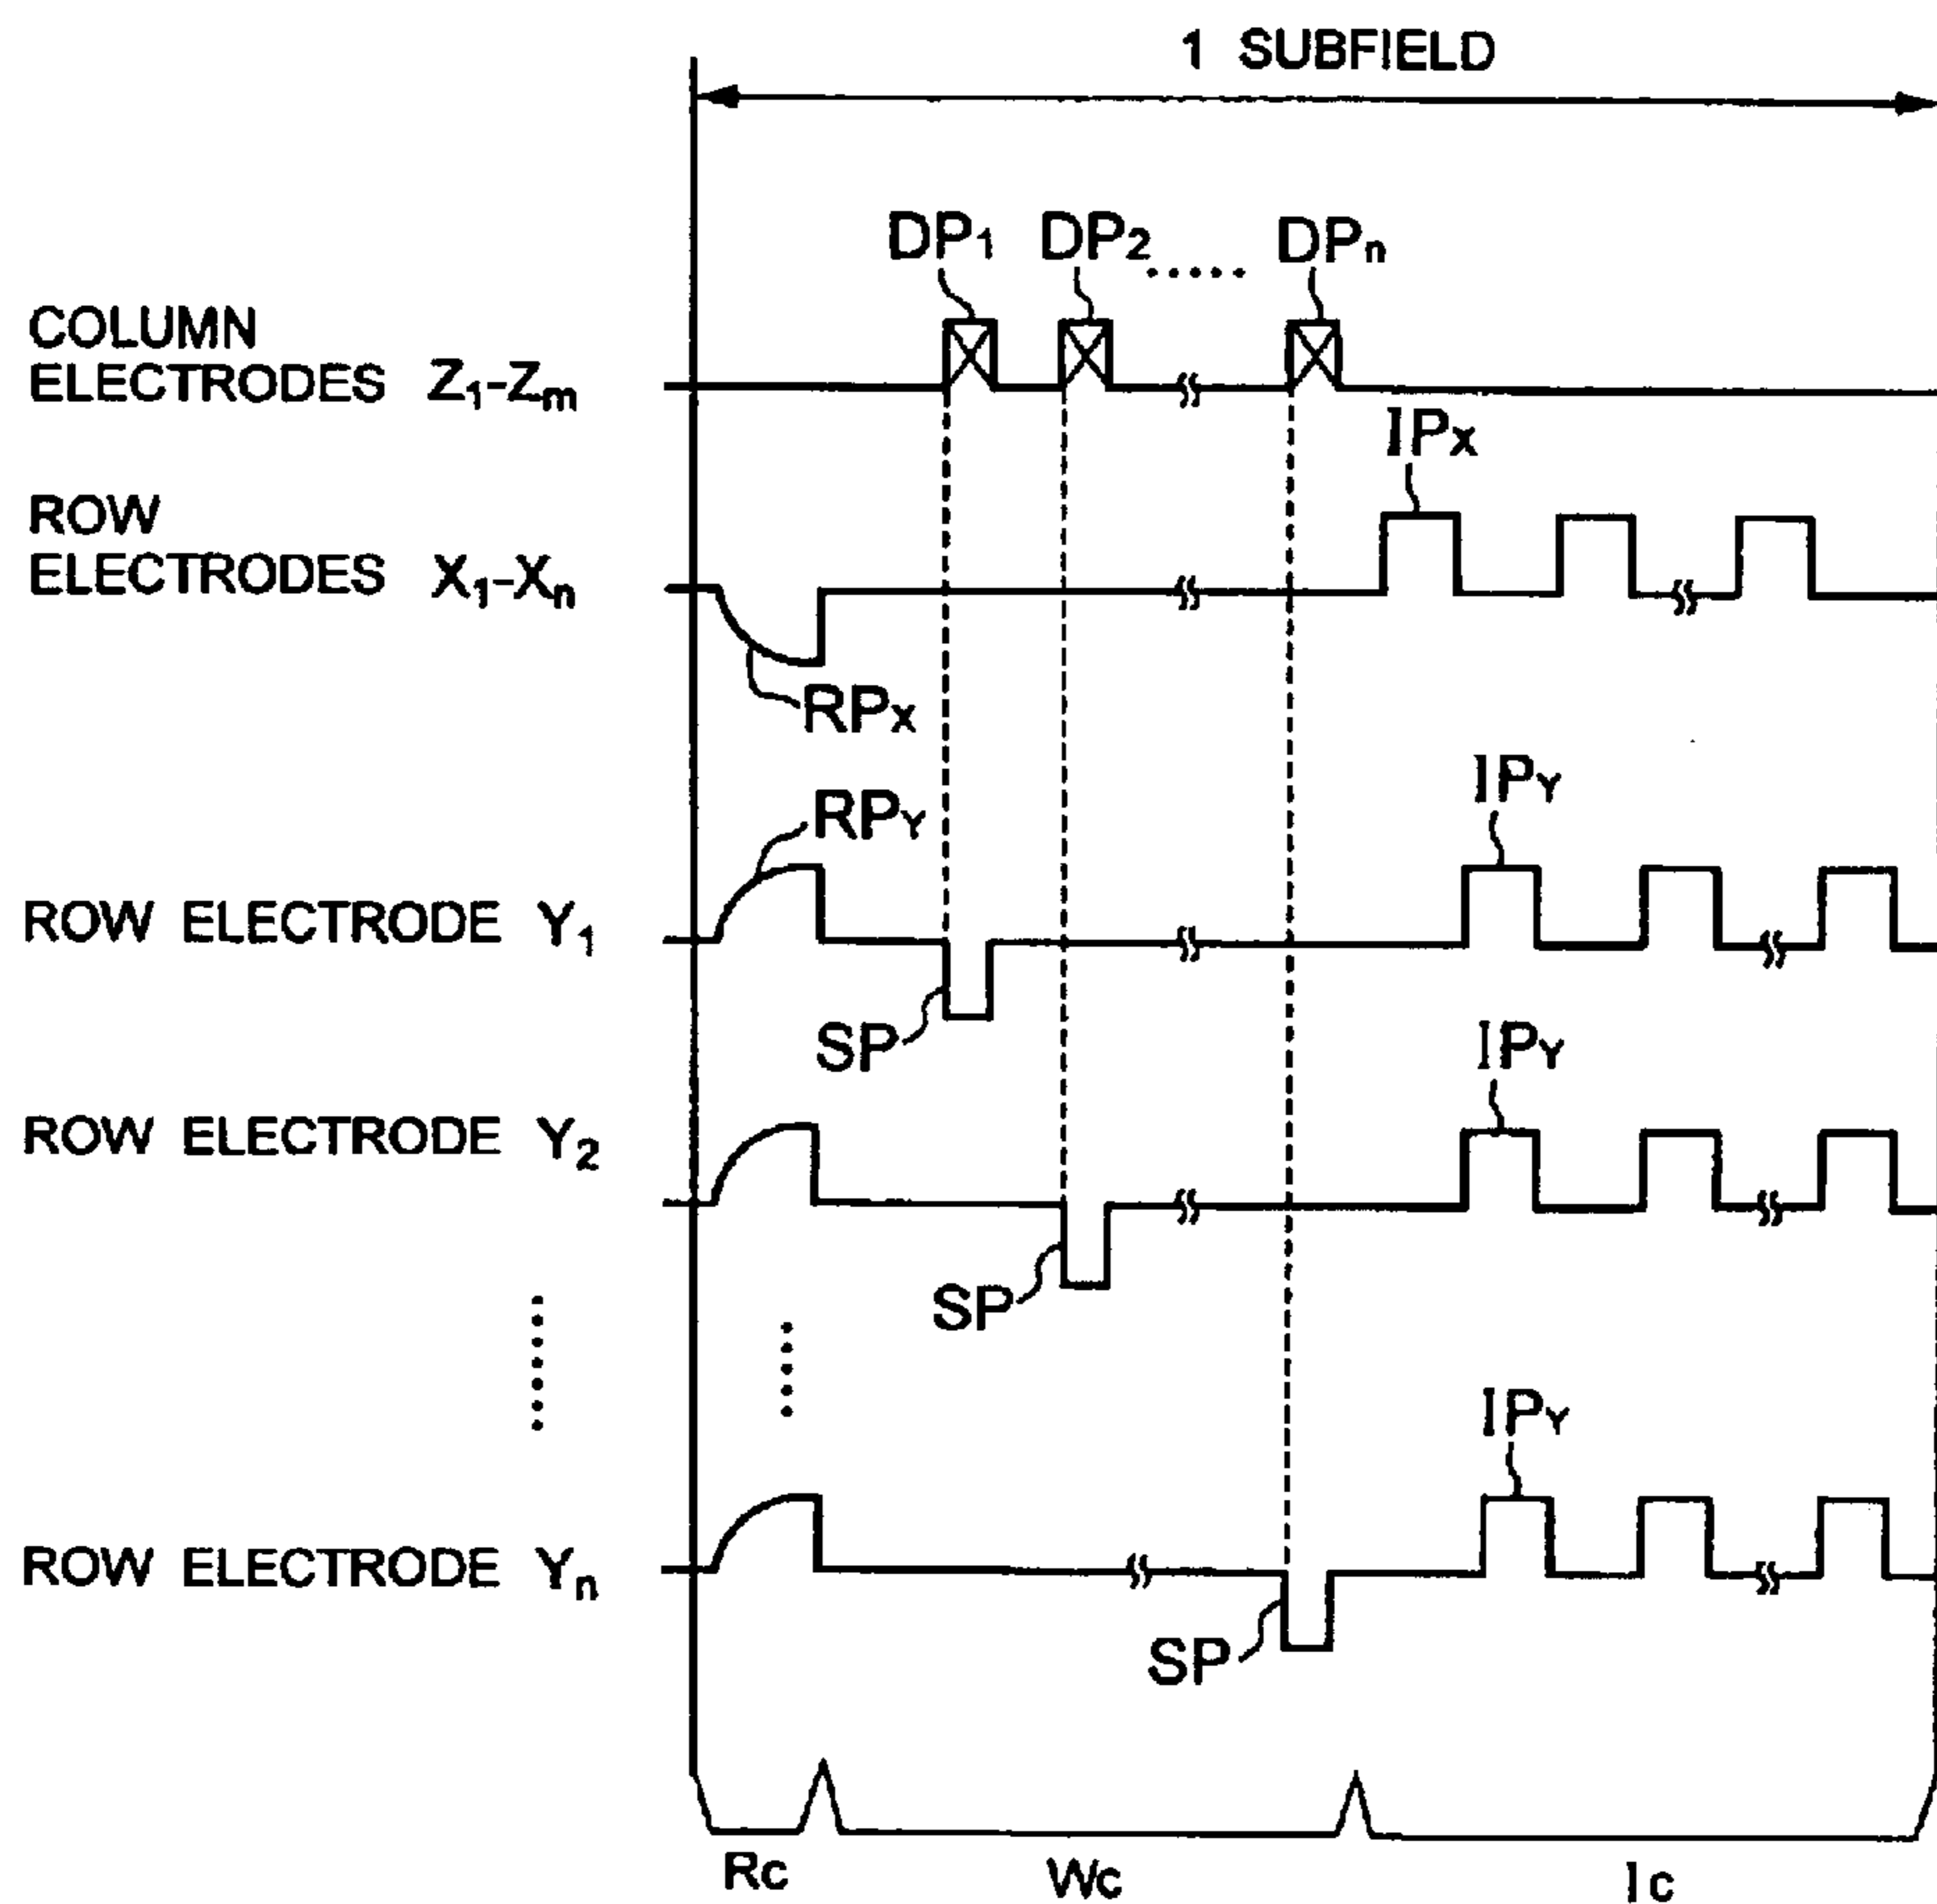 1 SUBFIELD
DP1 DP2 ..... DPn
COLUMN
ELECTRODES Z1-Zm
IPX
ROW
ELECTRODES X1-Xn
RPX
IPY
RPY
ROW ELECTRODE Y1
SP
IPY
ROW ELECTRODE Y2
SP
IPY
ROW ELECTRODE Yn
SP
Rc Wc Ic